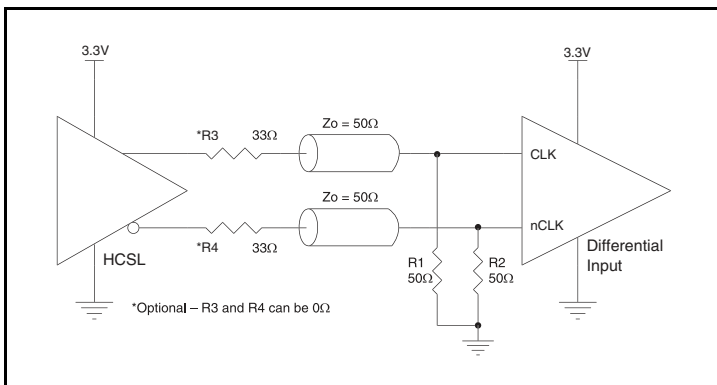 3.3V
3.3V
*R3 33Ω
Zo = 50Ω
CLK
Zo = 50Ω
nCLK
*R4 33Ω
HCSL
R1
50Ω
R2
50Ω
Differential
Input
*Optional – R3 and R4 can be 0Ω